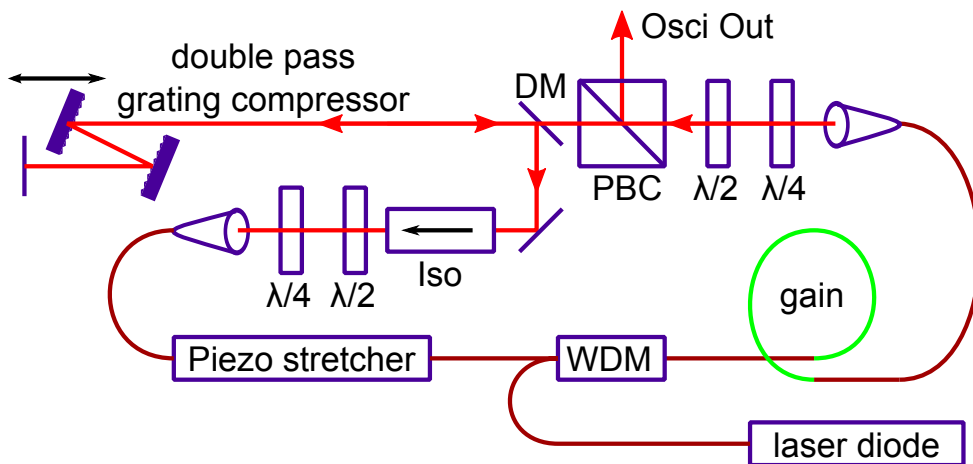 Osci Out
double pass
grating compressor
DM
PBC
λ/2
λ/4
Iso
λ/4
λ/2
gain
Piezo stretcher
WDM
laser diode